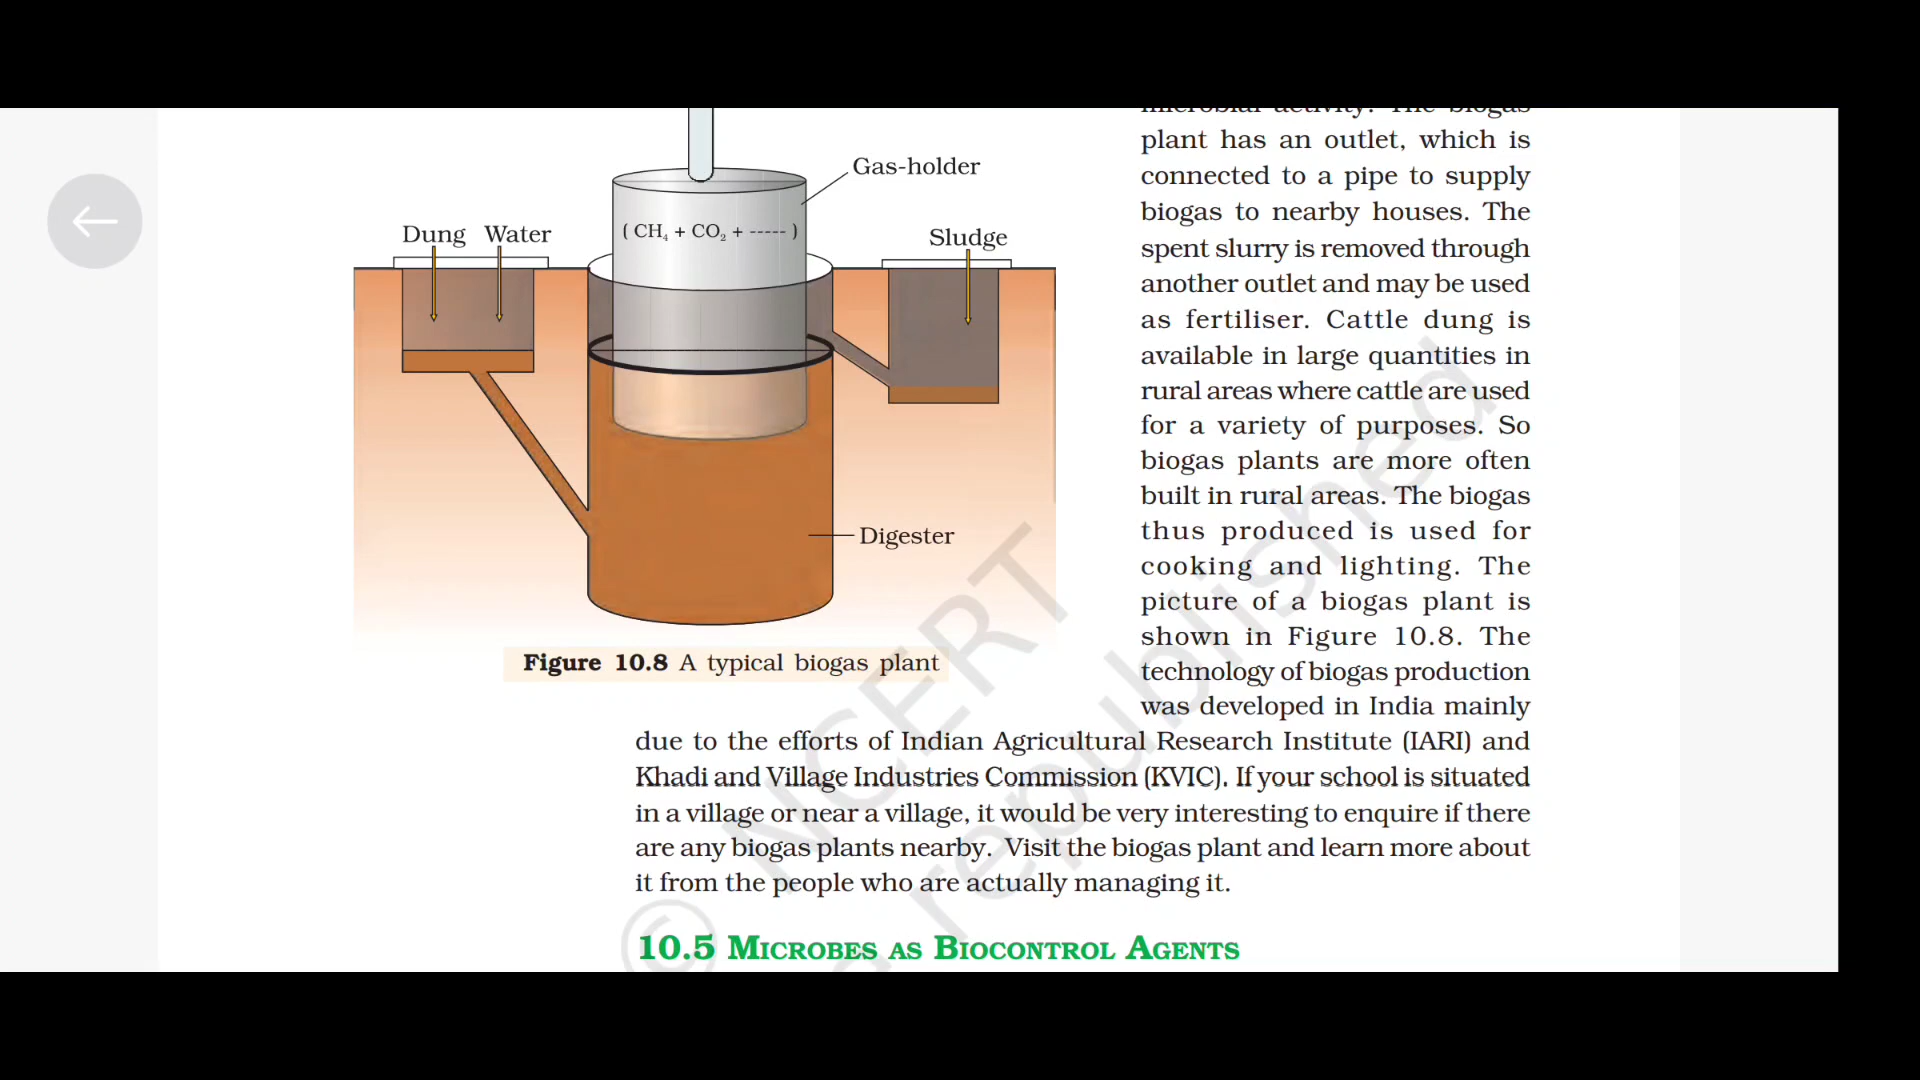 microbial activity. The biogas
plant has an outlet, which is
connected to a pipe to supply
biogas to nearby houses. The
spent slurry is removed through
another outlet and may be used
as fertiliser. Cattle dung is
available in large quantities in
rural areas where cattle are used
for a variety of purposes. So
biogas plants are more often
built in rural areas. The biogas
thus produced is used for
cooking and lighting. The
picture of a biogas plant is
shown in Figure 10.8. The
technology of biogas production
was developed in India mainly
due to the efforts of Indian Agricultural Research Institute (IARI) and
Khadi and Village Industries Commission (KVIC). If your school is situated
in a village or near a village, it would be very interesting to enquire if there
are any biogas plants nearby. Visit the biogas plant and learn more about
it from the people who are actually managing it.
Gas-holder
( CH₄ + CO₂ + ----- )
Dung Water
Sludge
Digester
Figure 10.8 A typical biogas plant
10.5 MICROBES AS BIOCONTROL AGENTS
© NCERT
republished